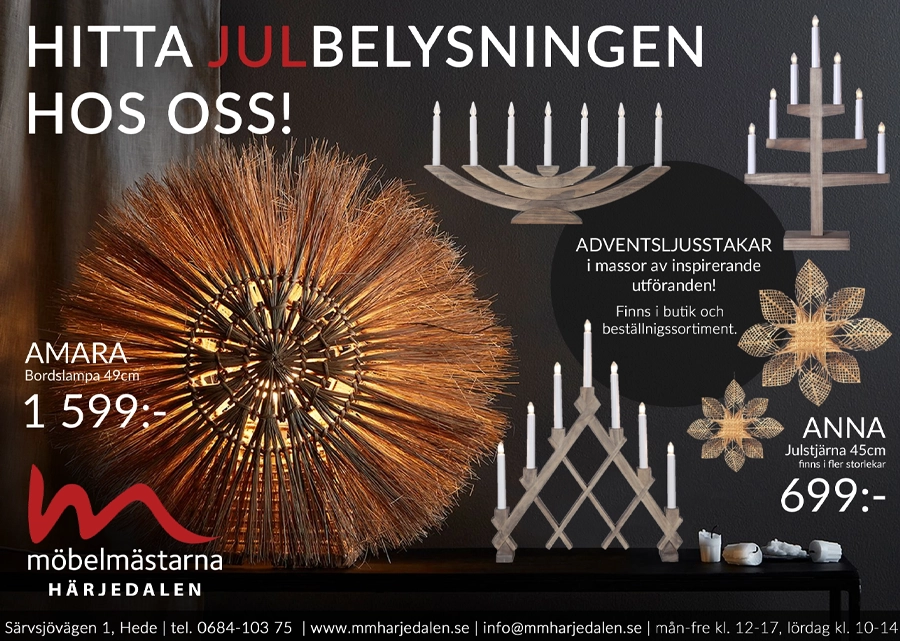 HITTA JULBELYSNINGEN
HOS OSS!
ADVENTSLJUSSTAKAR
i massor av inspirerande
utföranden!
Finns i butik och
beställnigssortiment.
AMARA
Bordslampa 49cm
1 599:-
ANNA
Julstjärna 45cm
finns i fler storlekar
699:-
möbelmästarna
HÄRJEDALEN
Särvsjövägen 1, Hede | tel. 0684-103 75 | www.mmharjedalen.se | info@mmharjedalen.se | mån-fre kl. 12-17, lördag kl. 10-14